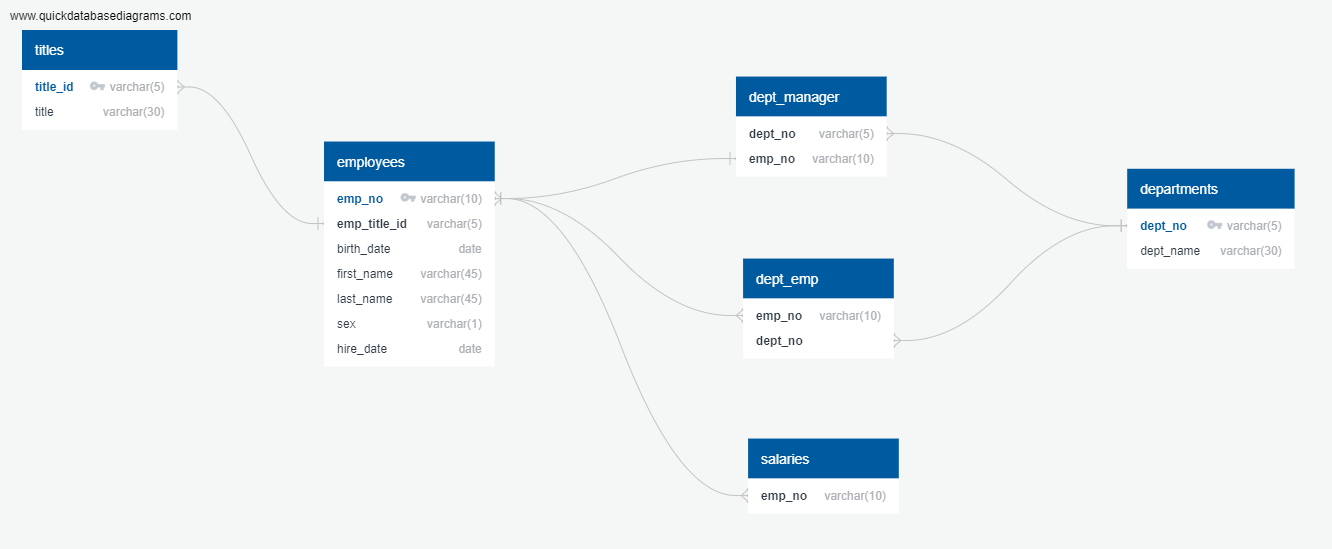 www.quickdatabasediagrams.com
titles
title_id varchar(5)
title varchar(30)
employees
emp_no varchar(10)
emp_title_id varchar(5)
birth_date date
first_name varchar(45)
last_name varchar(45)
sex varchar(1)
hire_date date
dept_manager
dept_no varchar(5)
emp_no varchar(10)
dept_emp
emp_no varchar(10)
dept_no
salaries
emp_no varchar(10)
departments
dept_no varchar(5)
dept_name varchar(30)